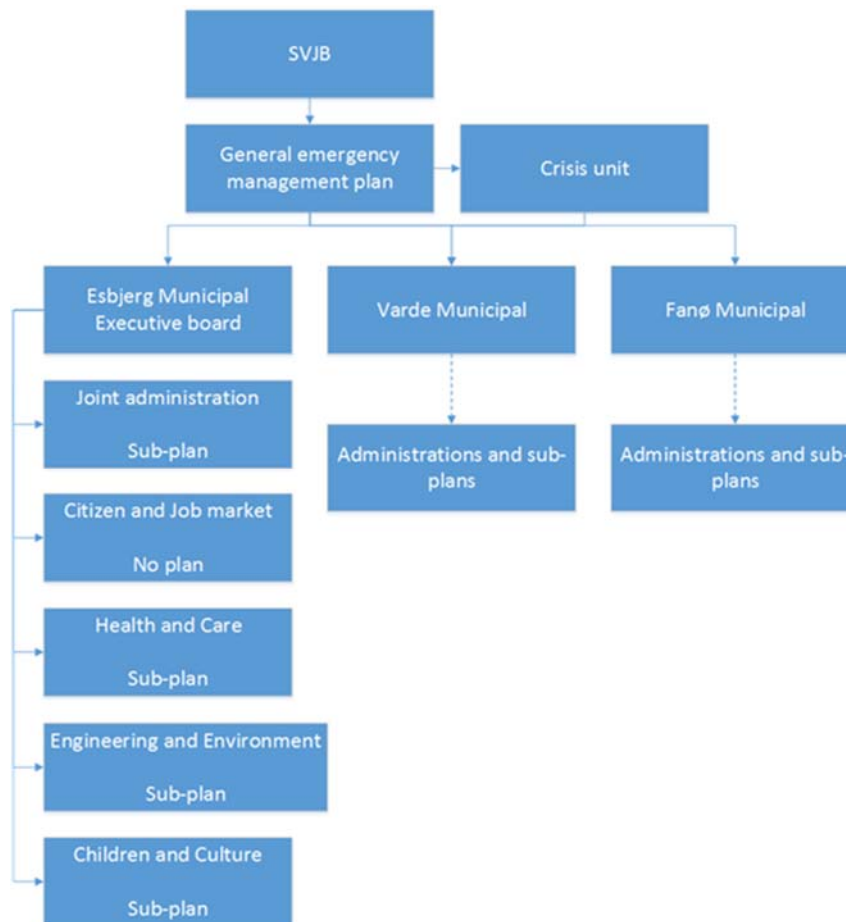 SVJB
General emergency
management plan
Crisis unit
Esbjerg Municipal
Executive board
Varde Municipal
Fanø Municipal
Joint administration
Sub-plan
Administrations and sub-
plans
Administrations and sub-
plans
Citizen and Job market
No plan
Health and Care
Sub-plan
Engineering and Environment
Sub-plan
Children and Culture
Sub-plan